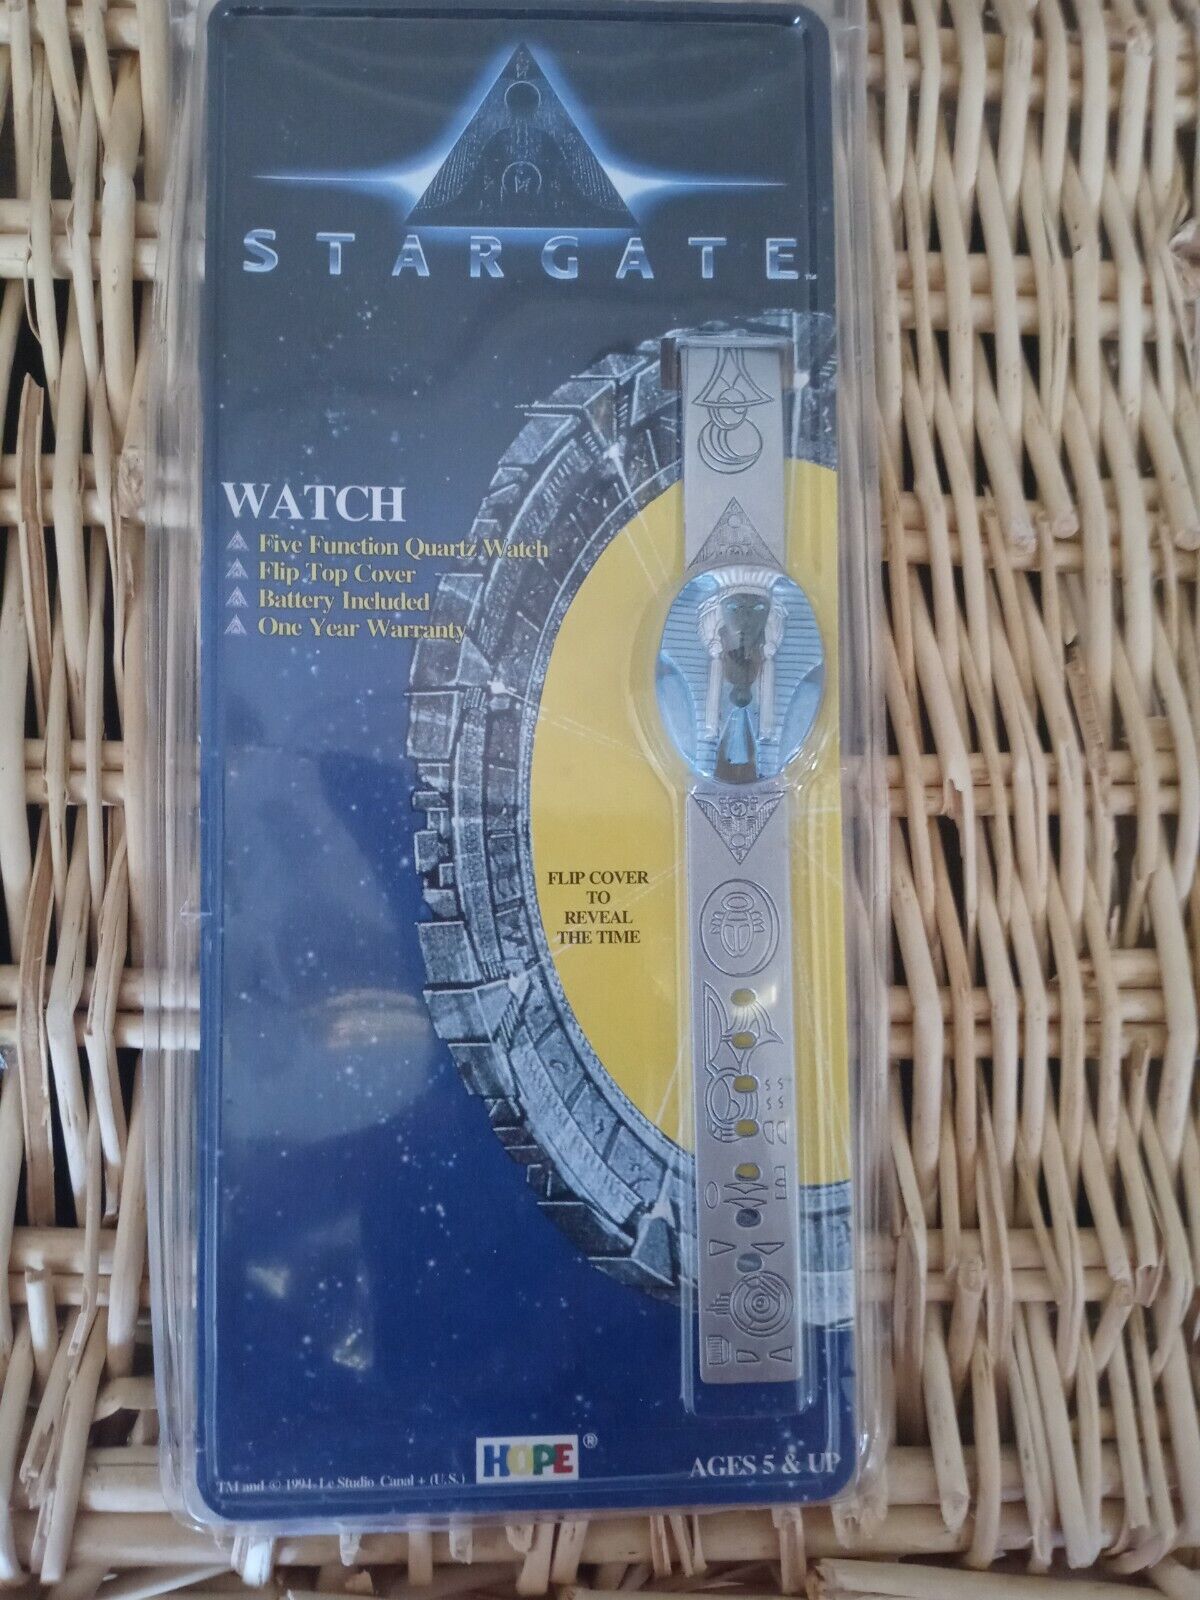 STARGATE™
WATCH
Five Function Quartz Watch
Flip Top Cover
Battery Included
One Year Warranty
FLIP COVER
TO
REVEAL
THE TIME
HOPE®
TM and © 1994 Le Studio Canal + (U.S.)
AGES 5 & UP